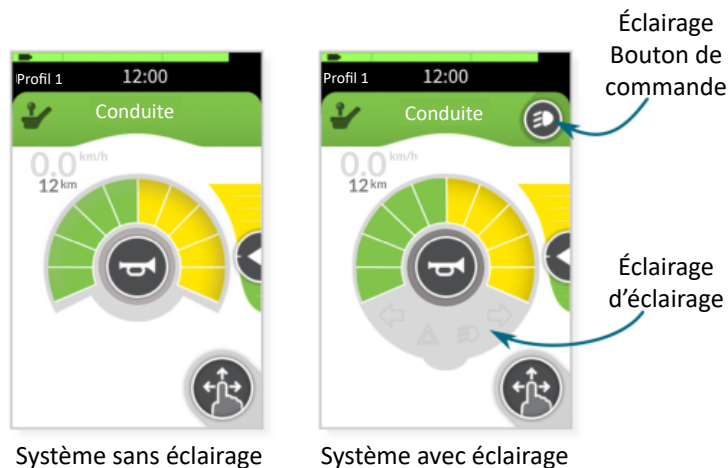 Éclairage
Bouton de
commande
Profil 1
12:00
Conduite
0.0 km/h
12 km
Profil 1
12:00
Conduite
0.0 km/h
12 km
Éclairage
d'éclairage
Système sans éclairage
Système avec éclairage